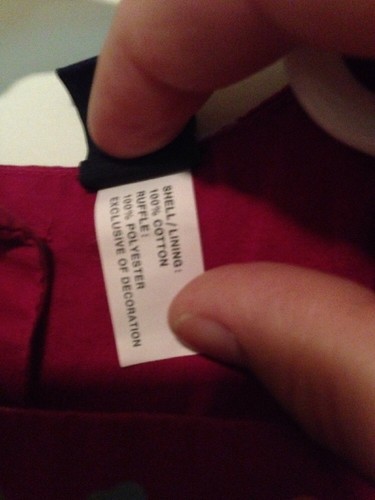 SHELL/LINING:
100% COTTON
RUFFLE:
100% POLYESTER
EXCLUSIVE OF DECORATION